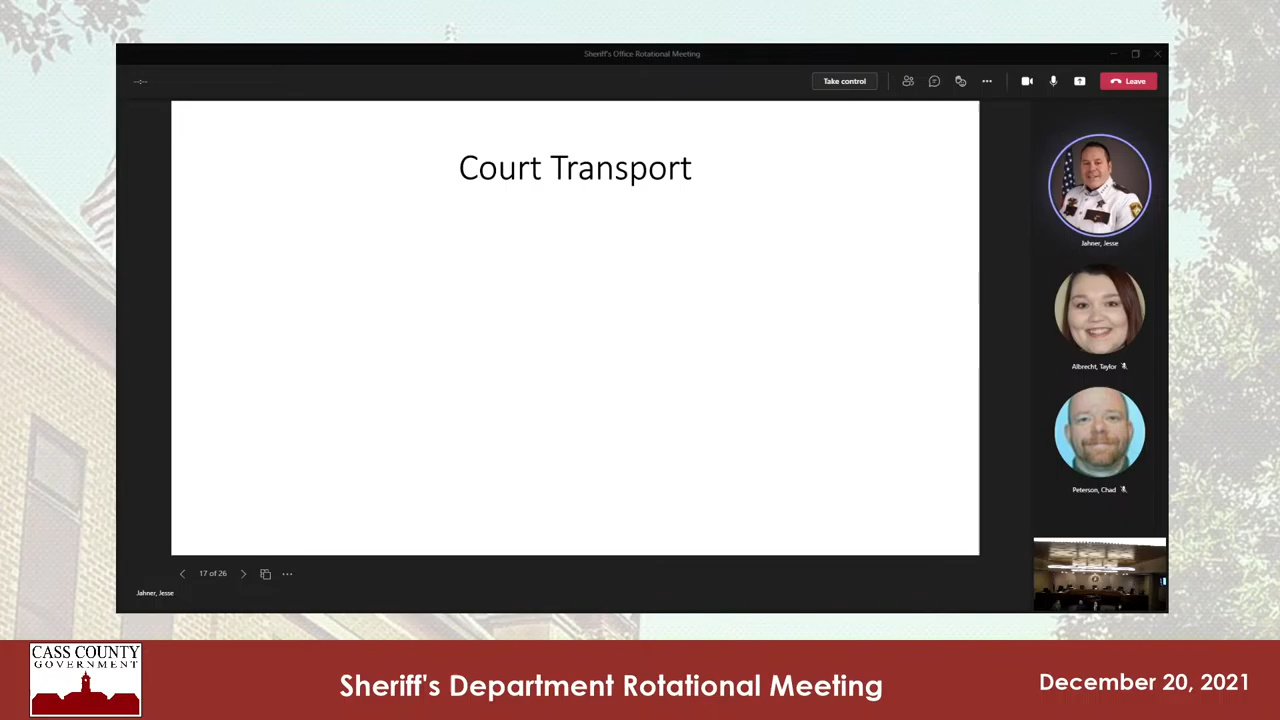 Sheriff's Office Rotational Meeting
Take control
Leave
Court Transport
Jahner, Jesse
Albrecht, Taylor
Peterson, Chad
17 of 26
Jahner, Jesse
CASS COUNTY
GOVERNMENT
Sheriff's Department Rotational Meeting
December 20, 2021